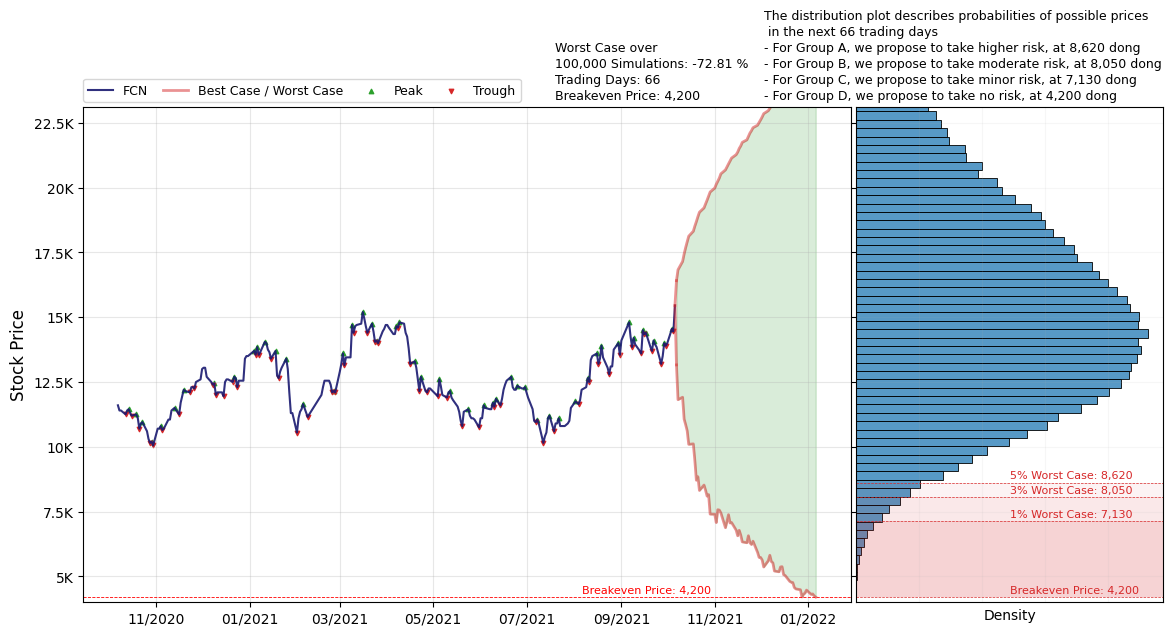 The distribution plot describes probabilities of possible prices
in the next 66 trading days
- For Group A, we propose to take higher risk, at 8,620 dong
- For Group B, we propose to take moderate risk, at 8,050 dong
- For Group C, we propose to take minor risk, at 7,130 dong
- For Group D, we propose to take no risk, at 4,200 dong
Worst Case over
100,000 Simulations: -72.81 %
Trading Days: 66
Breakeven Price: 4,200
FCN
Best Case / Worst Case
Peak
Trough
Stock Price
22.5K
20K
17.5K
15K
12.5K
10K
7.5K
5K
Breakeven Price: 4,200
11/2020
01/2021
03/2021
05/2021
07/2021
09/2021
11/2021
01/2022
5% Worst Case: 8,620
3% Worst Case: 8,050
1% Worst Case: 7,130
Breakeven Price: 4,200
Density